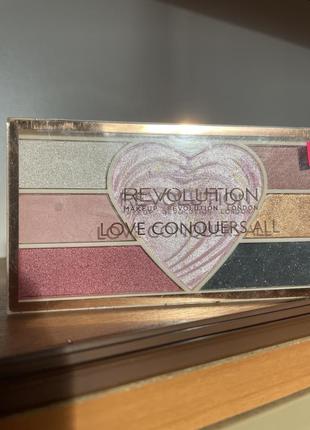 REVOLUTION
MAKEUP REVOLUTION LONDON
LOVE CONQUERS ALL